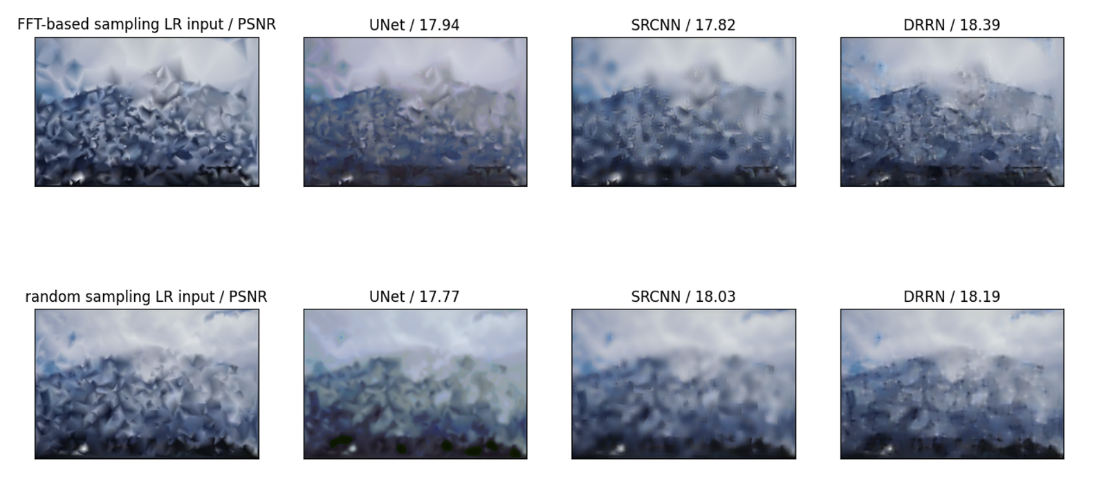 FFT-based sampling LR input / PSNR
UNet / 17.94
SRCNN / 17.82
DRRN / 18.39
random sampling LR input / PSNR
UNet / 17.77
SRCNN / 18.03
DRRN / 18.19